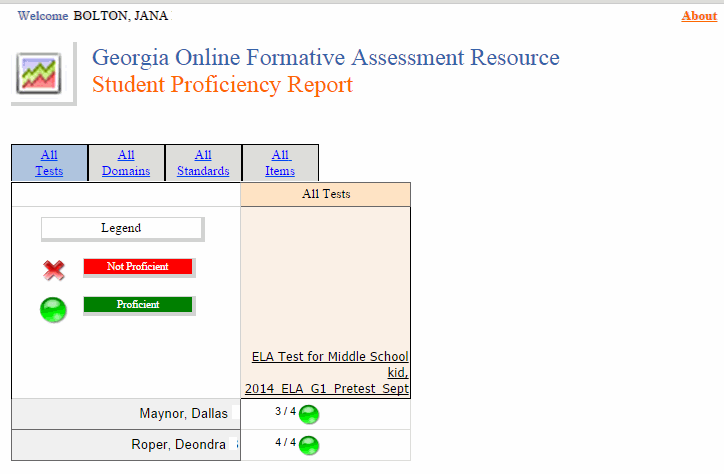 Welcome BOLTON, JANA
About
Georgia Online Formative Assessment Resource
Student Proficiency Report
All Tests
All Domains
All Standards
All Items
All Tests
Legend
Not Proficient
Proficient
ELA Test for Middle School
kid,
2014_ELA_G1_Pretest_Sept
Maynor, Dallas 3 / 4
Roper, Deondra 4 / 4